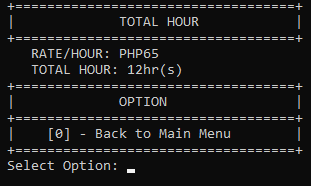 +===================================+
|             TOTAL HOUR            |
+===================================+
RATE/HOUR: PHP65
TOTAL HOUR: 12hr(s)
+===================================+
|             OPTION                |
+===================================+
|    [0] - Back to Main Menu        |
+===================================+
Select Option: _